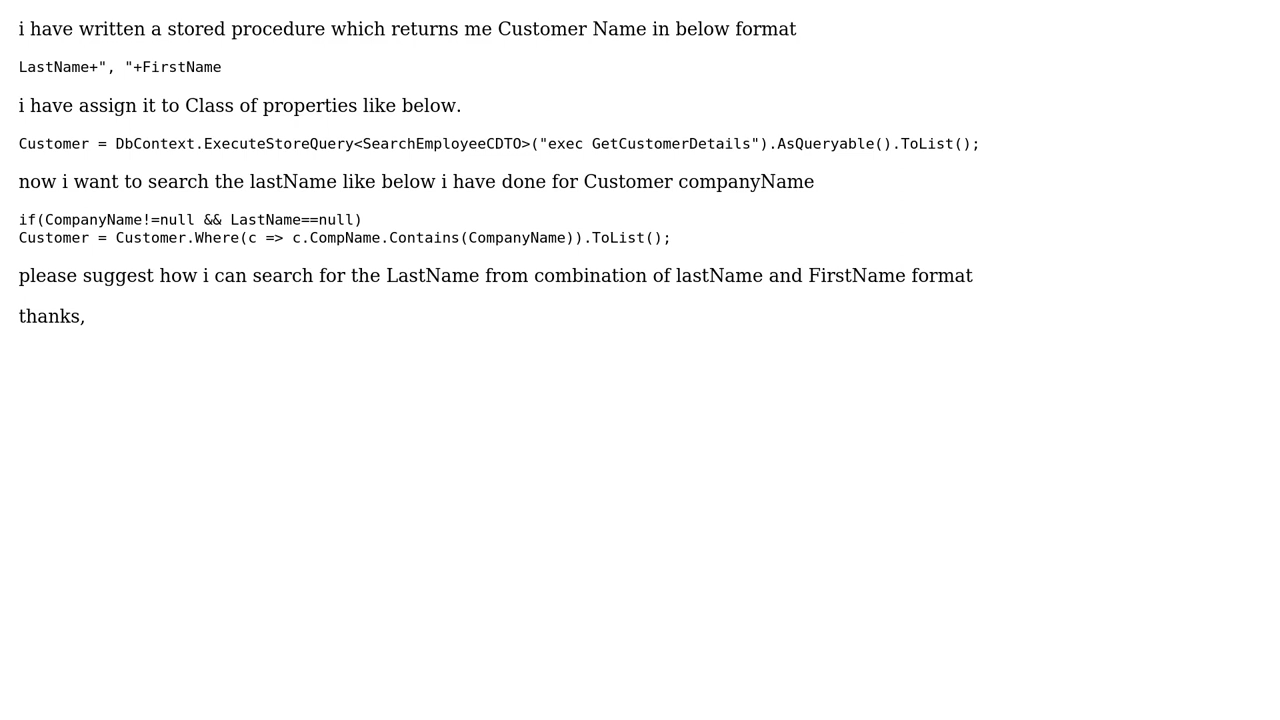 i have written a stored procedure which returns me Customer Name in below format
LastName+", "+FirstName
i have assign it to Class of properties like below.
Customer = DbContext.ExecuteStoreQuery<SearchEmployeeCDTO>("exec GetCustomerDetails").AsQueryable().ToList();
now i want to search the lastName like below i have done for Customer companyName
if(CompanyName!=null && LastName==null)
Customer = Customer.Where(c => c.CompName.Contains(CompanyName)).ToList();
please suggest how i can search for the LastName from combination of lastName and FirstName format
thanks,